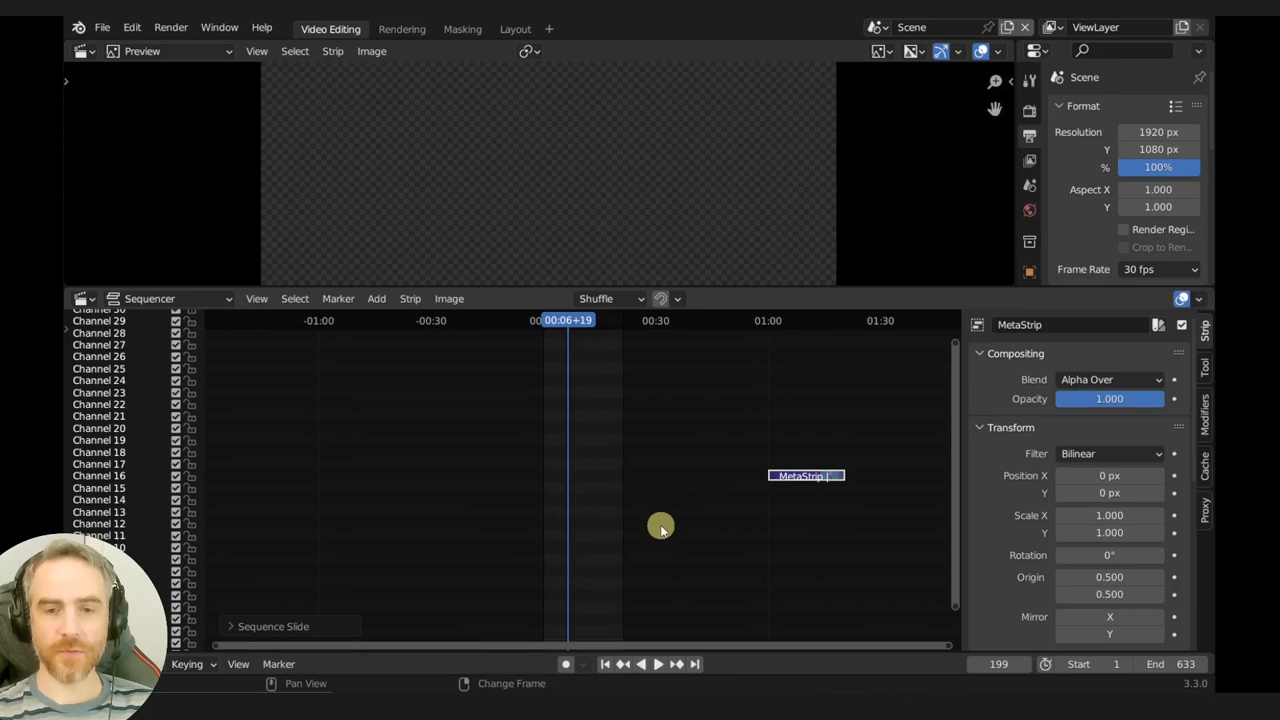 File Edit Render Window Help Video Editing Rendering Masking Layout + Scene ViewLayer
Preview View Select Strip Image
Scene
Format
Resolution 1920 px
Y 1080 px
% 100%
Aspect X 1.000
Y 1.000
Render Regi...
Crop to Ren...
Frame Rate 30 fps
Sequencer View Select Marker Add Strip Image Shuffle
-01:00 -00:30 00:06+19 00:30 01:00 01:30
Channel 29
Channel 28
Channel 27
Channel 26
Channel 25
Channel 24
Channel 23
Channel 22
Channel 21
Channel 20
Channel 19
Channel 18
Channel 17
Channel 16
Channel 15
Channel 14
Channel 13
Channel 12
Channel 11
MetaStrip |
Sequence Slide
MetaStrip
Compositing
Blend Alpha Over
Opacity 1.000
Transform
Filter Bilinear
Position X 0 px
Y 0 px
Scale X 1.000
Y 1.000
Rotation 0°
Origin 0.500
0.500
Mirror X
Y
Strip
Tool
Modifiers
Cache
Proxy
Keying View Marker 199 Start 1 End 633
Pan View Change Frame 3.3.0